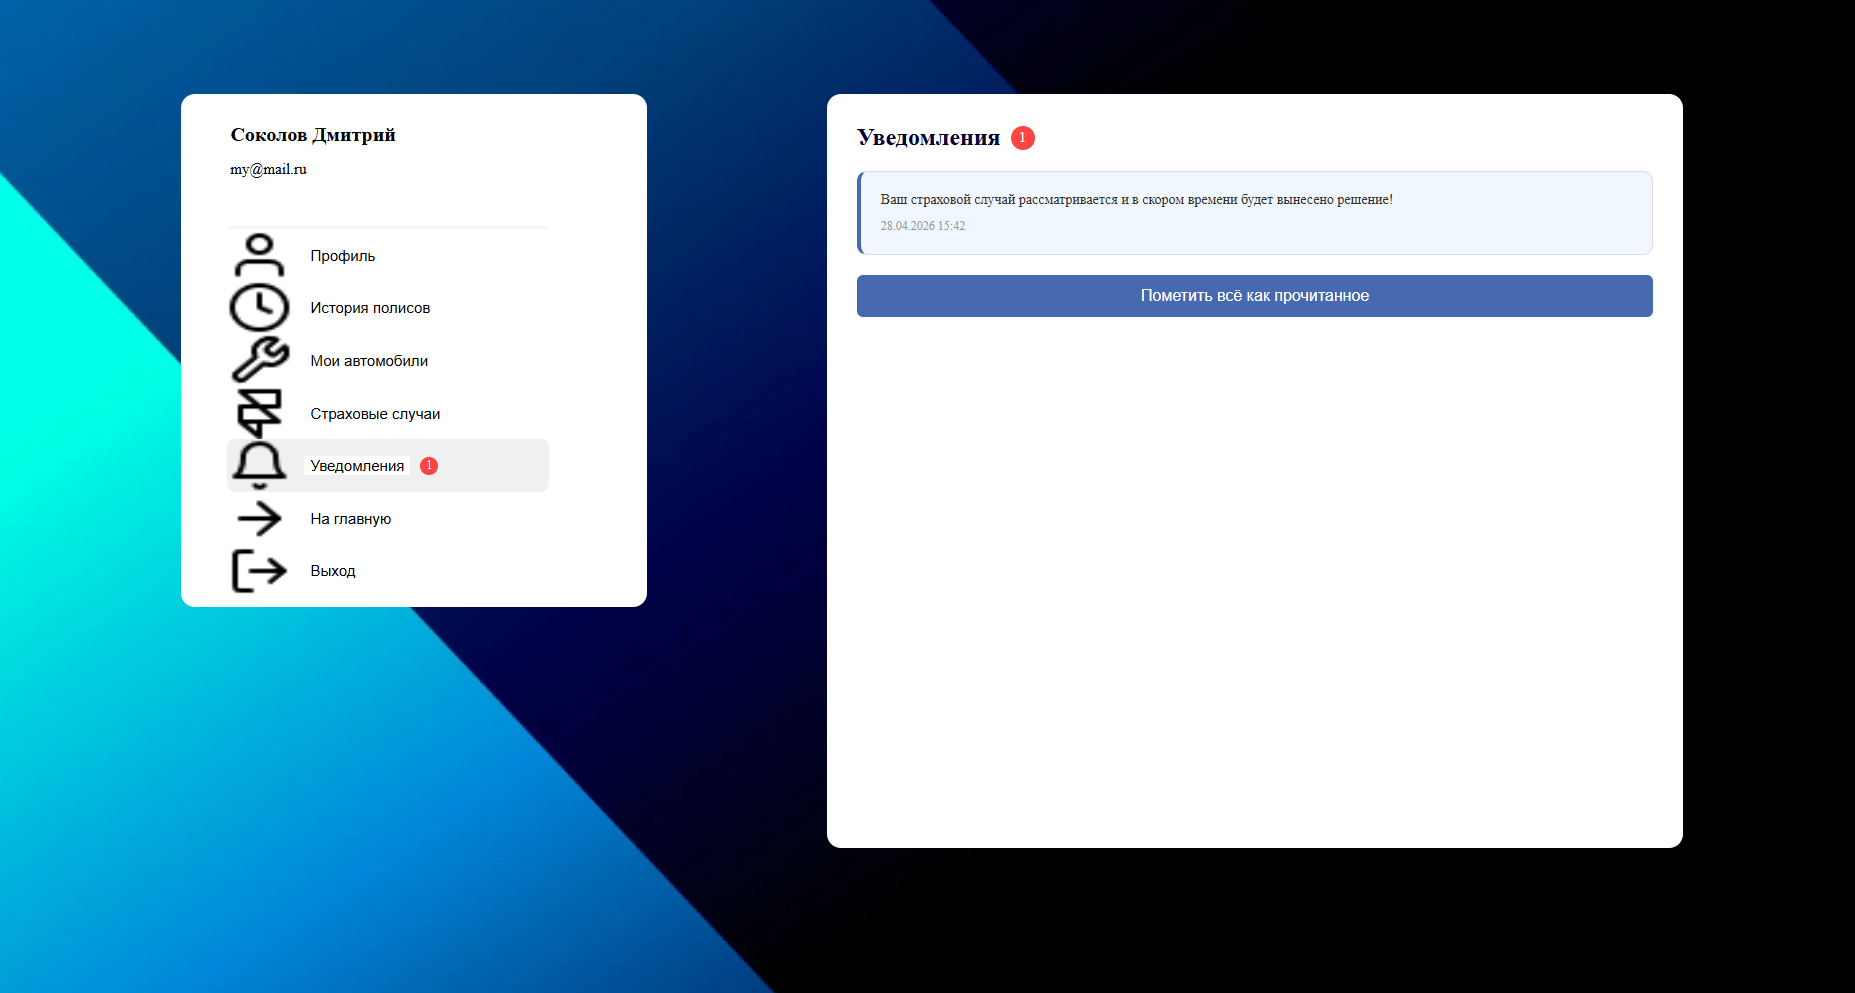 Соколов Дмитрий
my@mail.ru
Профиль
История полисов
Мои автомобили
Страховые случаи
Уведомления 1
На главную
Выход
Уведомления 1
Ваш страховой случай рассматривается и в скором времени будет вынесено решение!
28.04.2026 15:42
Пометить всё как прочитанное